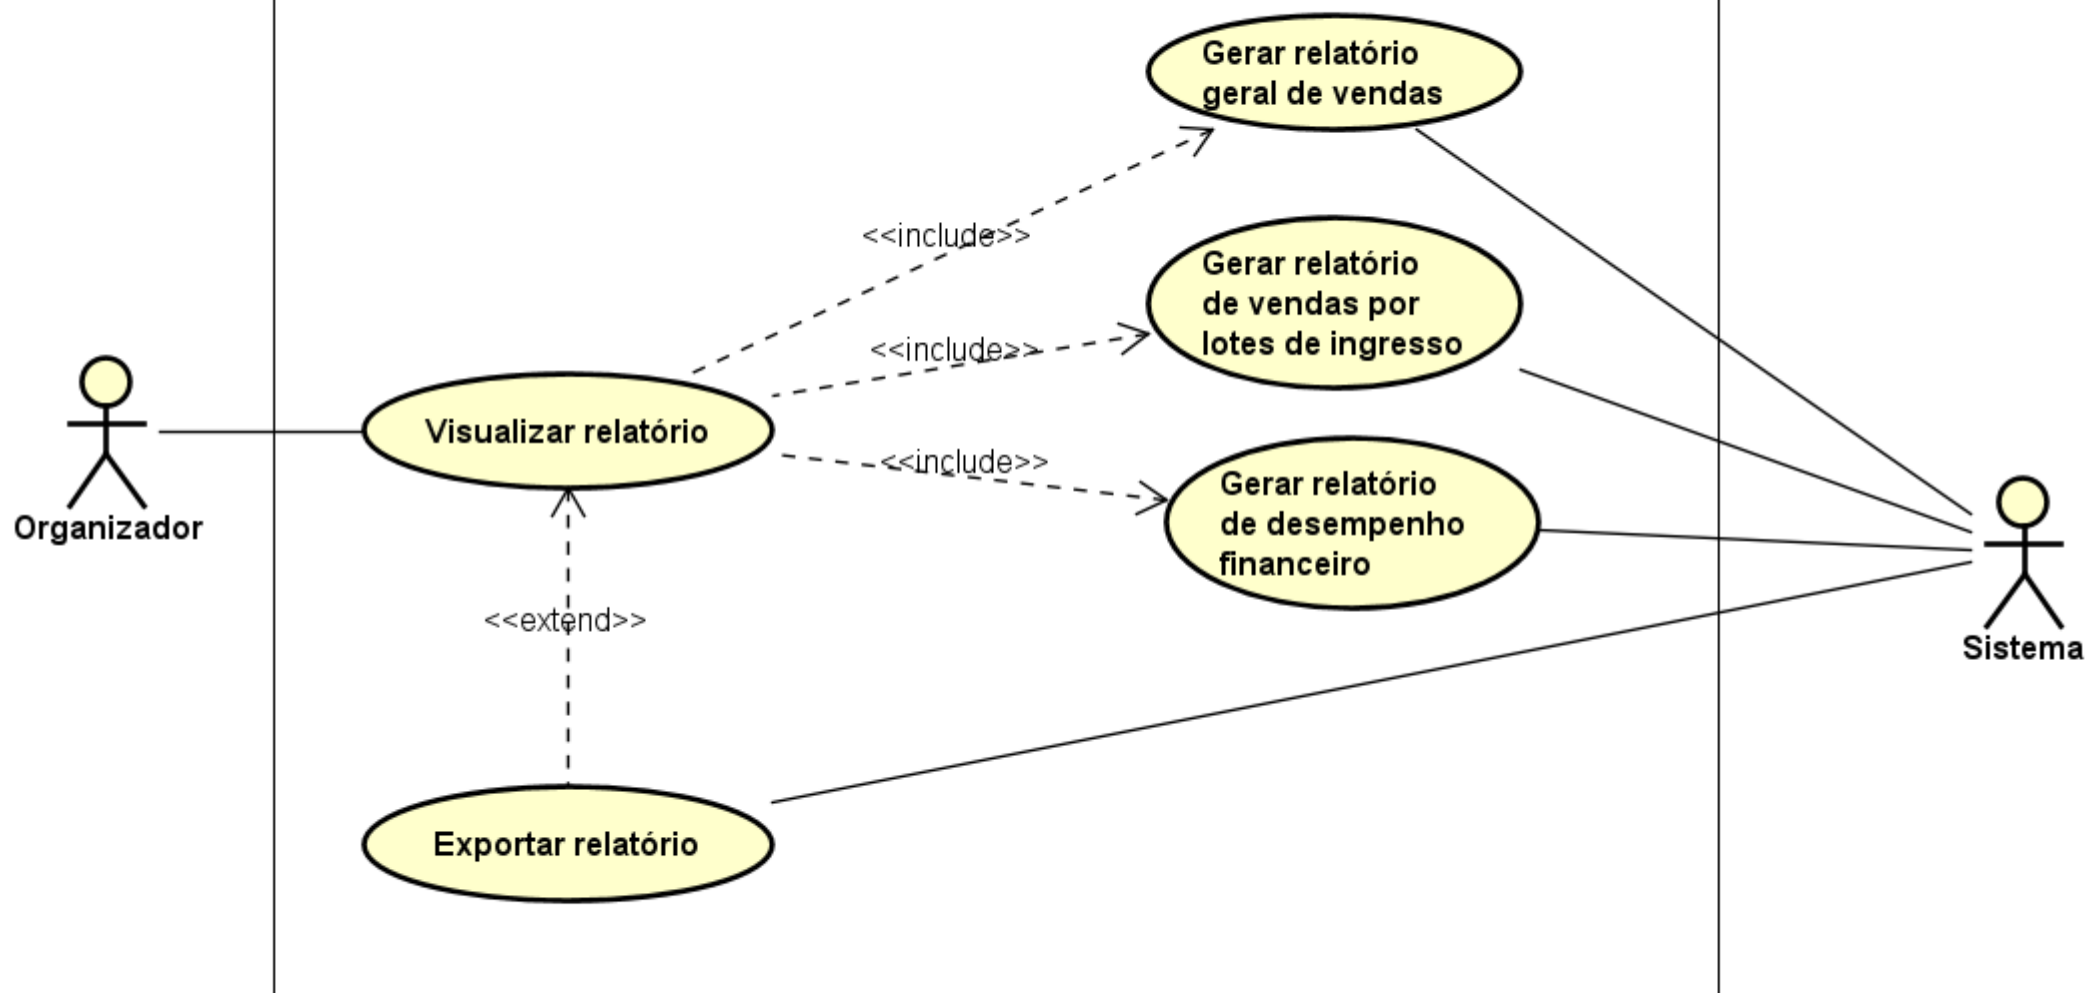 Gerar relatório
geral de vendas
<<include>>
Gerar relatório
de vendas por
lotes de ingresso
<<include>>
Visualizar relatório
<<include>>
Gerar relatório
de desempenho
financeiro
Organizador
<<extend>>
Sistema
Exportar relatório